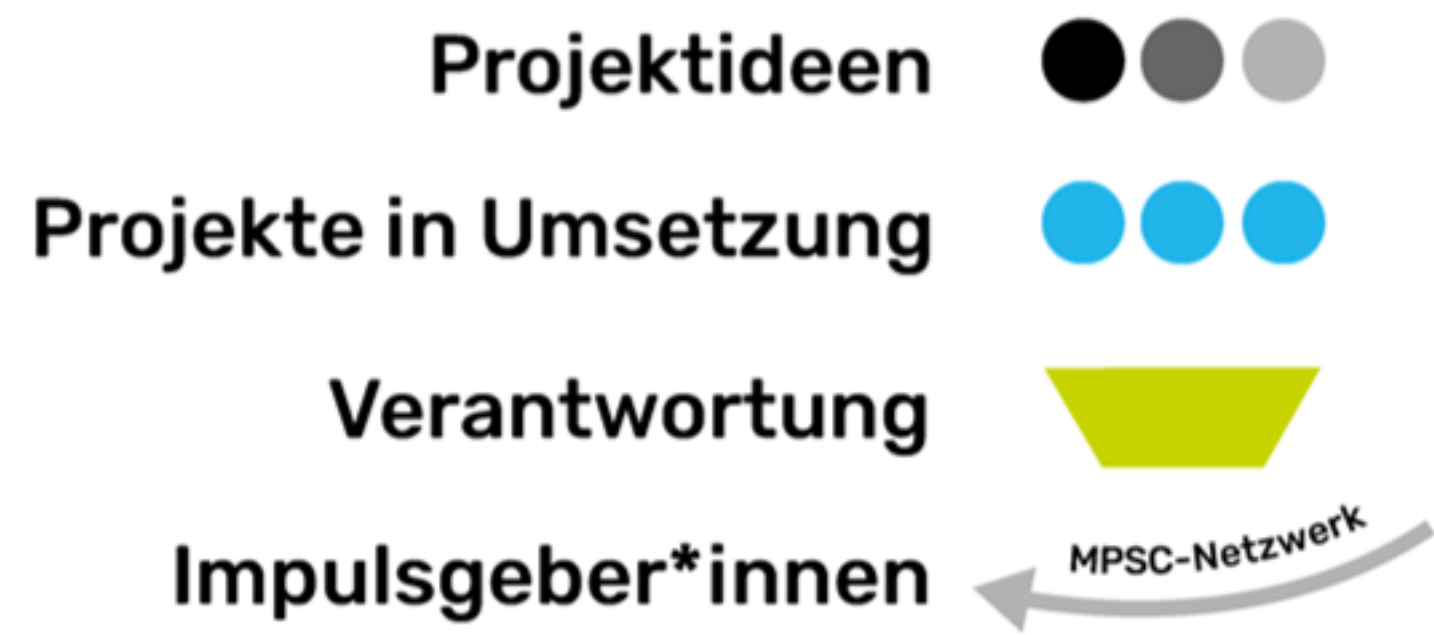 Projektideen
Projekte in Umsetzung
Verantwortung
Impulsgeber*innen
MPSC-Netzwerk